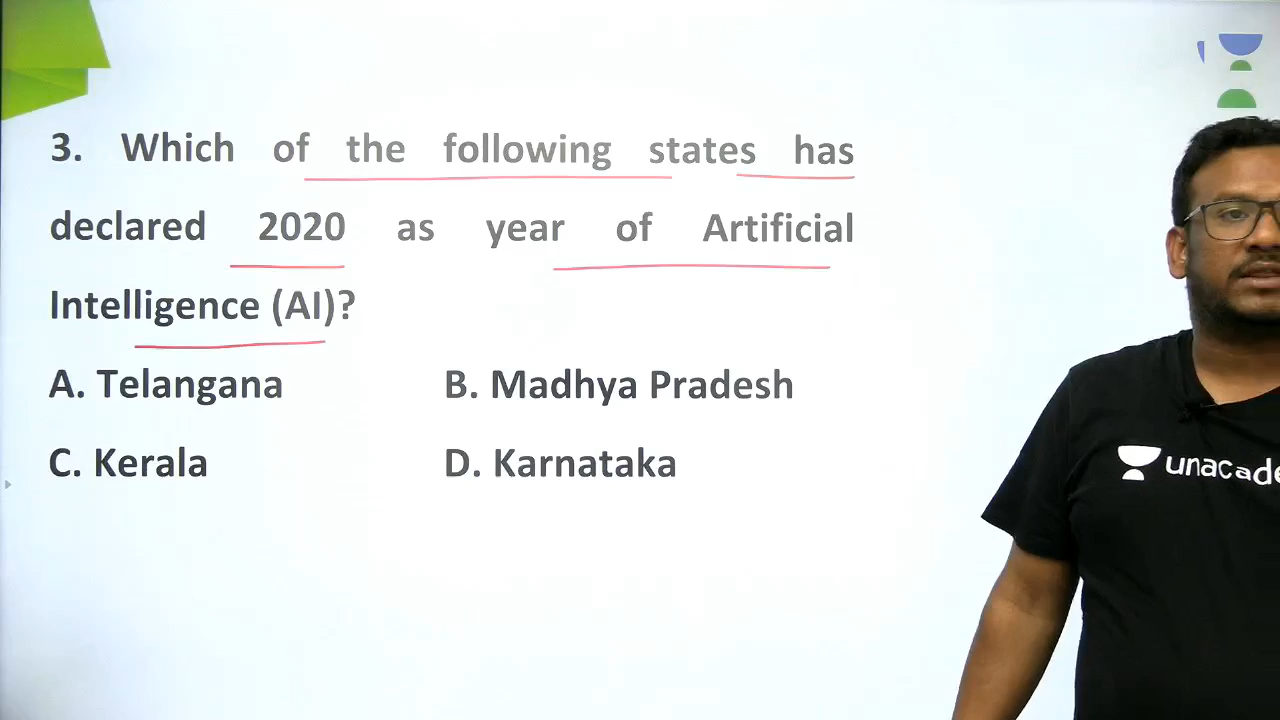 3. Which of the following states has
declared 2020 as year of Artificial
Intelligence (AI)?
A. Telangana B. Madhya Pradesh
C. Kerala D. Karnataka
unacade